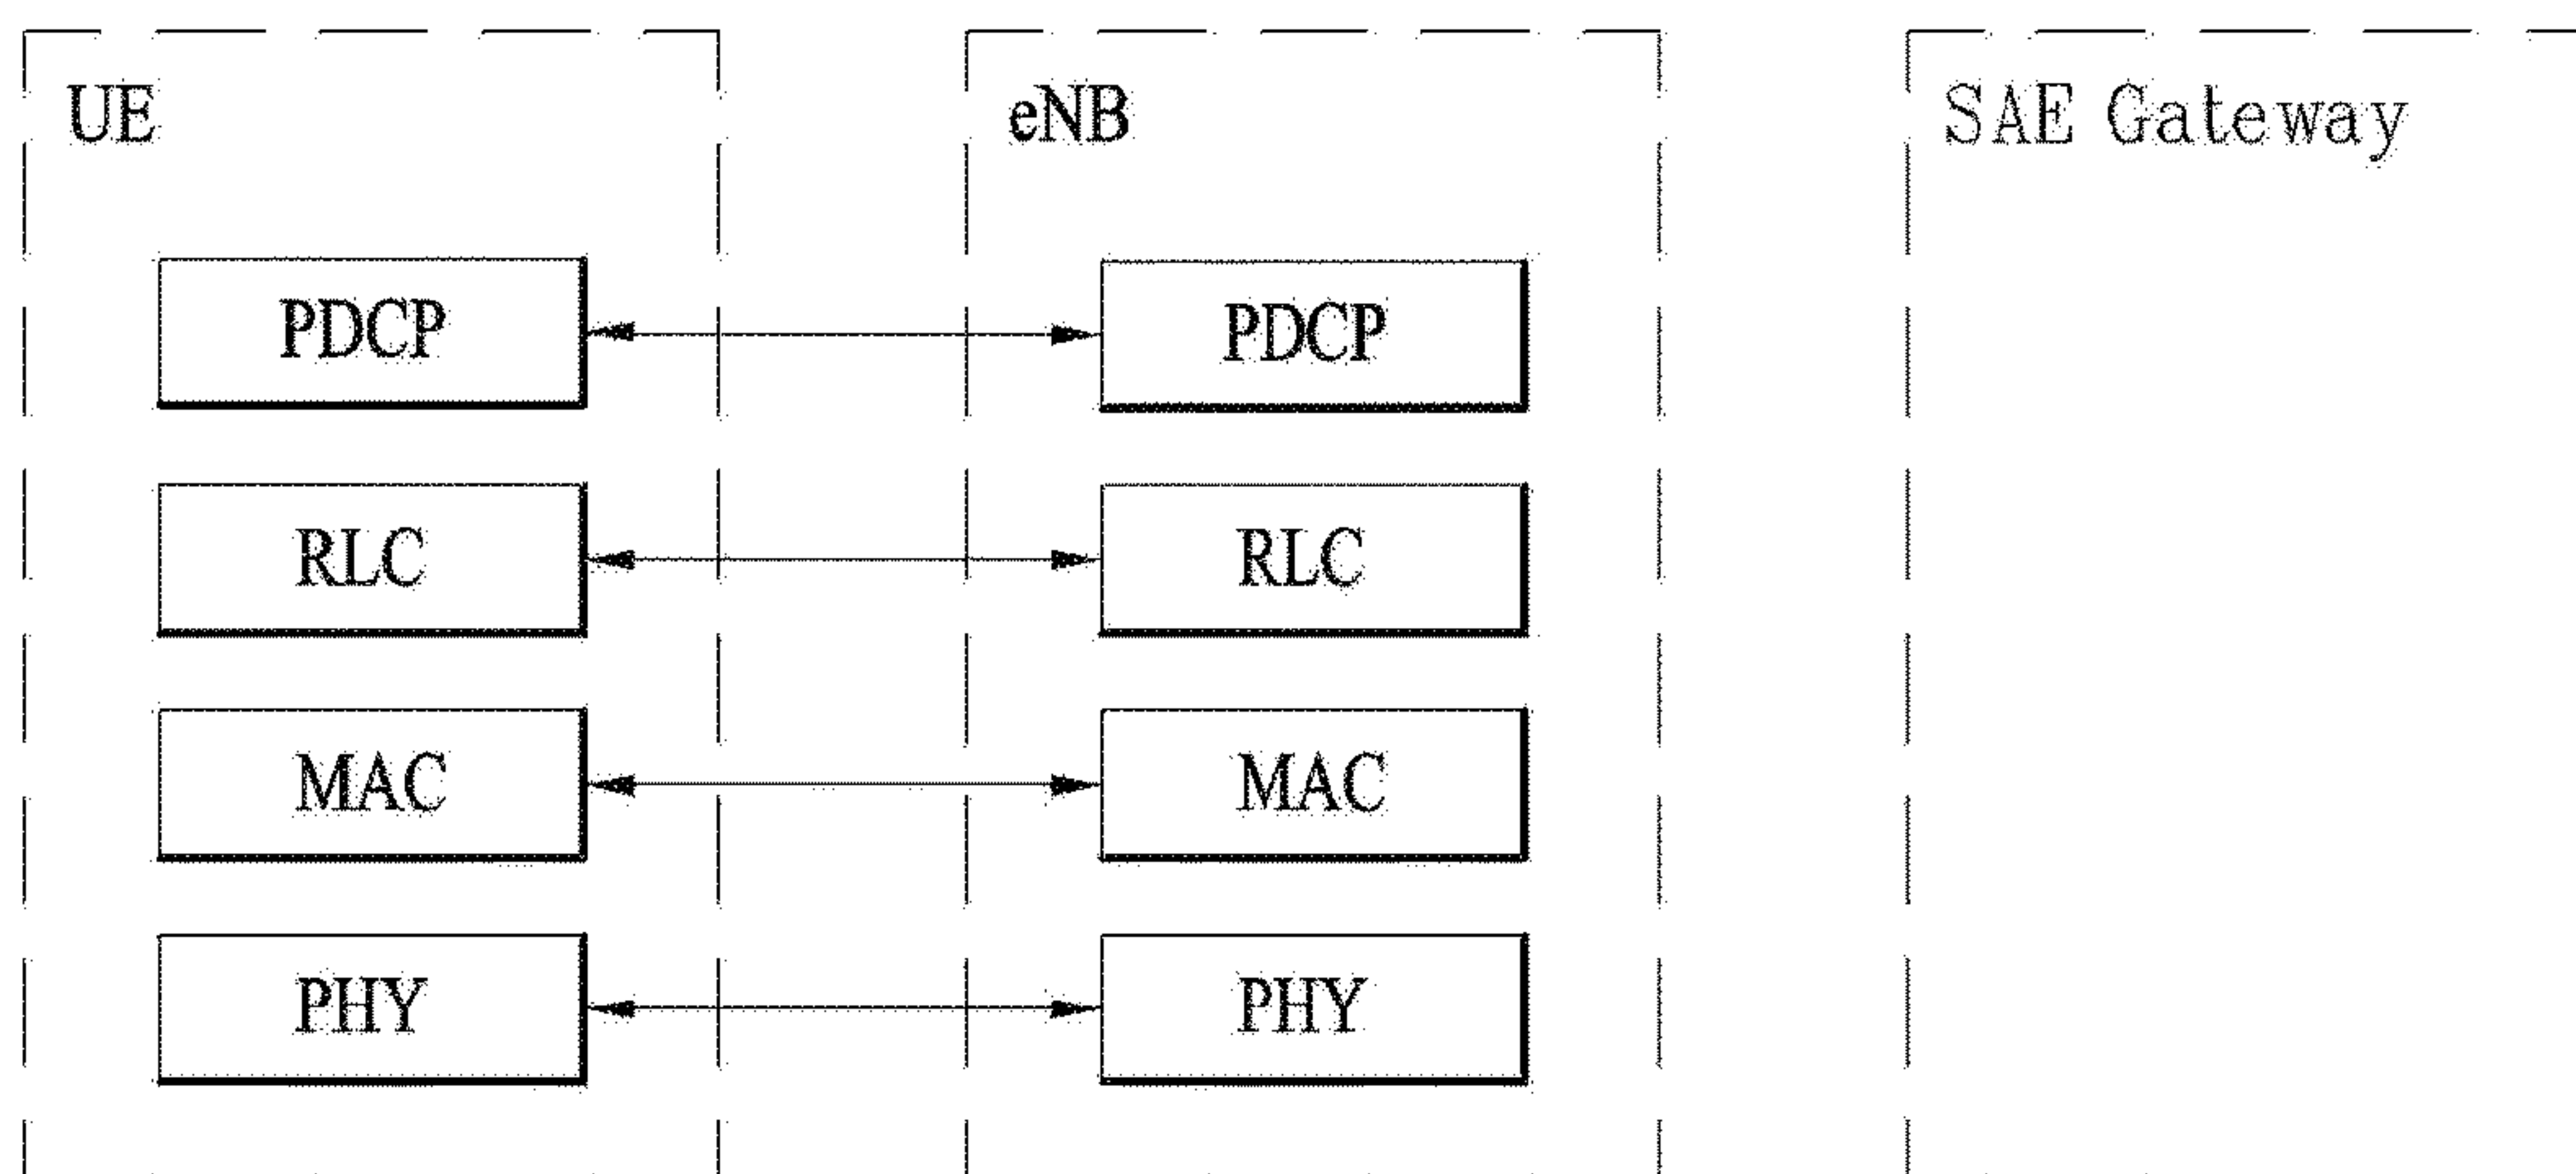 UE eNB SAE Gateway
PDCP PDCP
RLC RLC
MAC MAC
PHY PHY